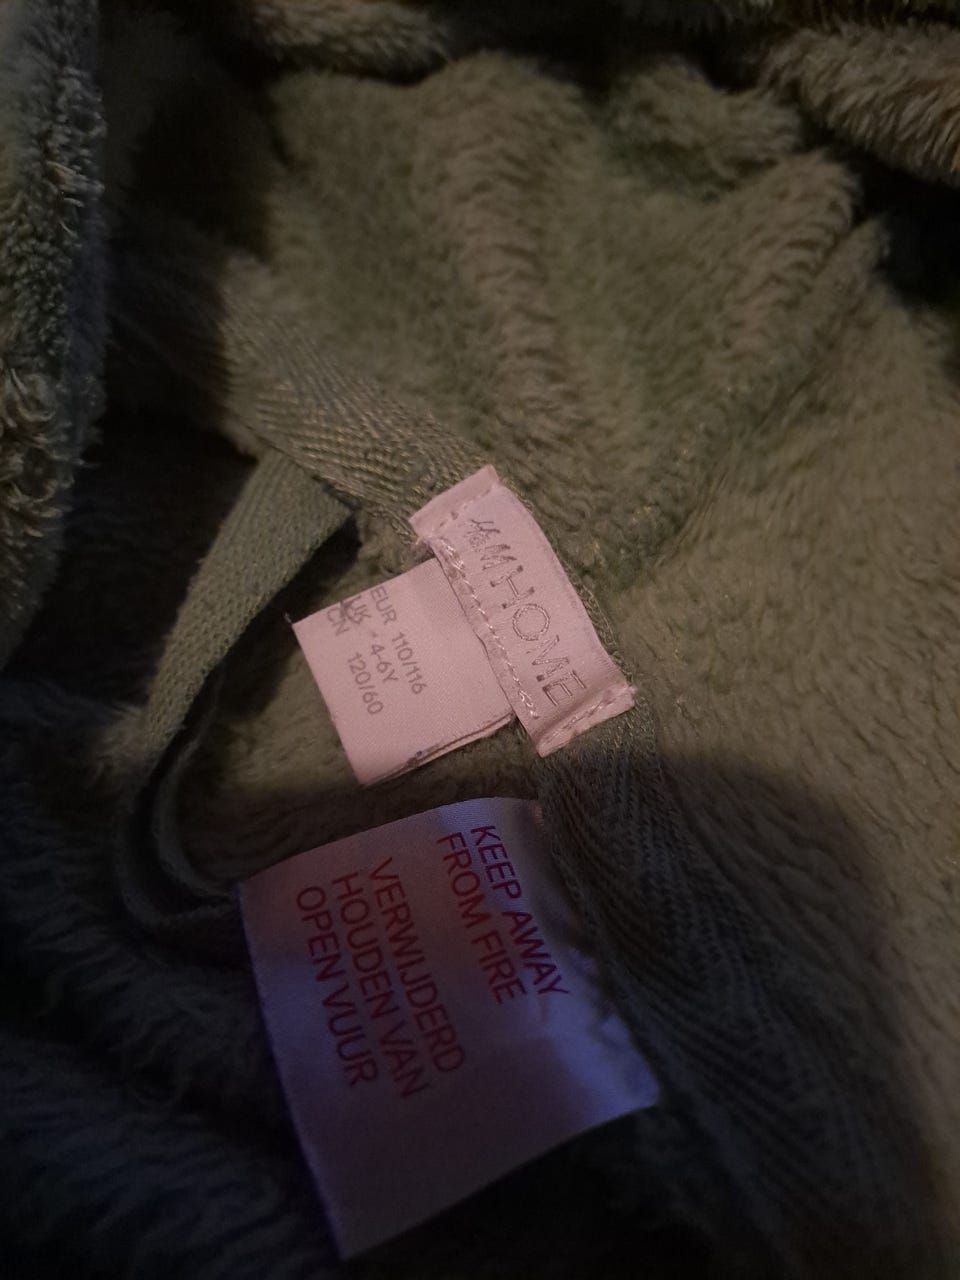 H&M HOME
EUR 110/116
UK 4-6Y
CN 120/60
KEEP AWAY
FROM FIRE
VERWIJDERD
HOUDEN VAN
OPEN VUUR